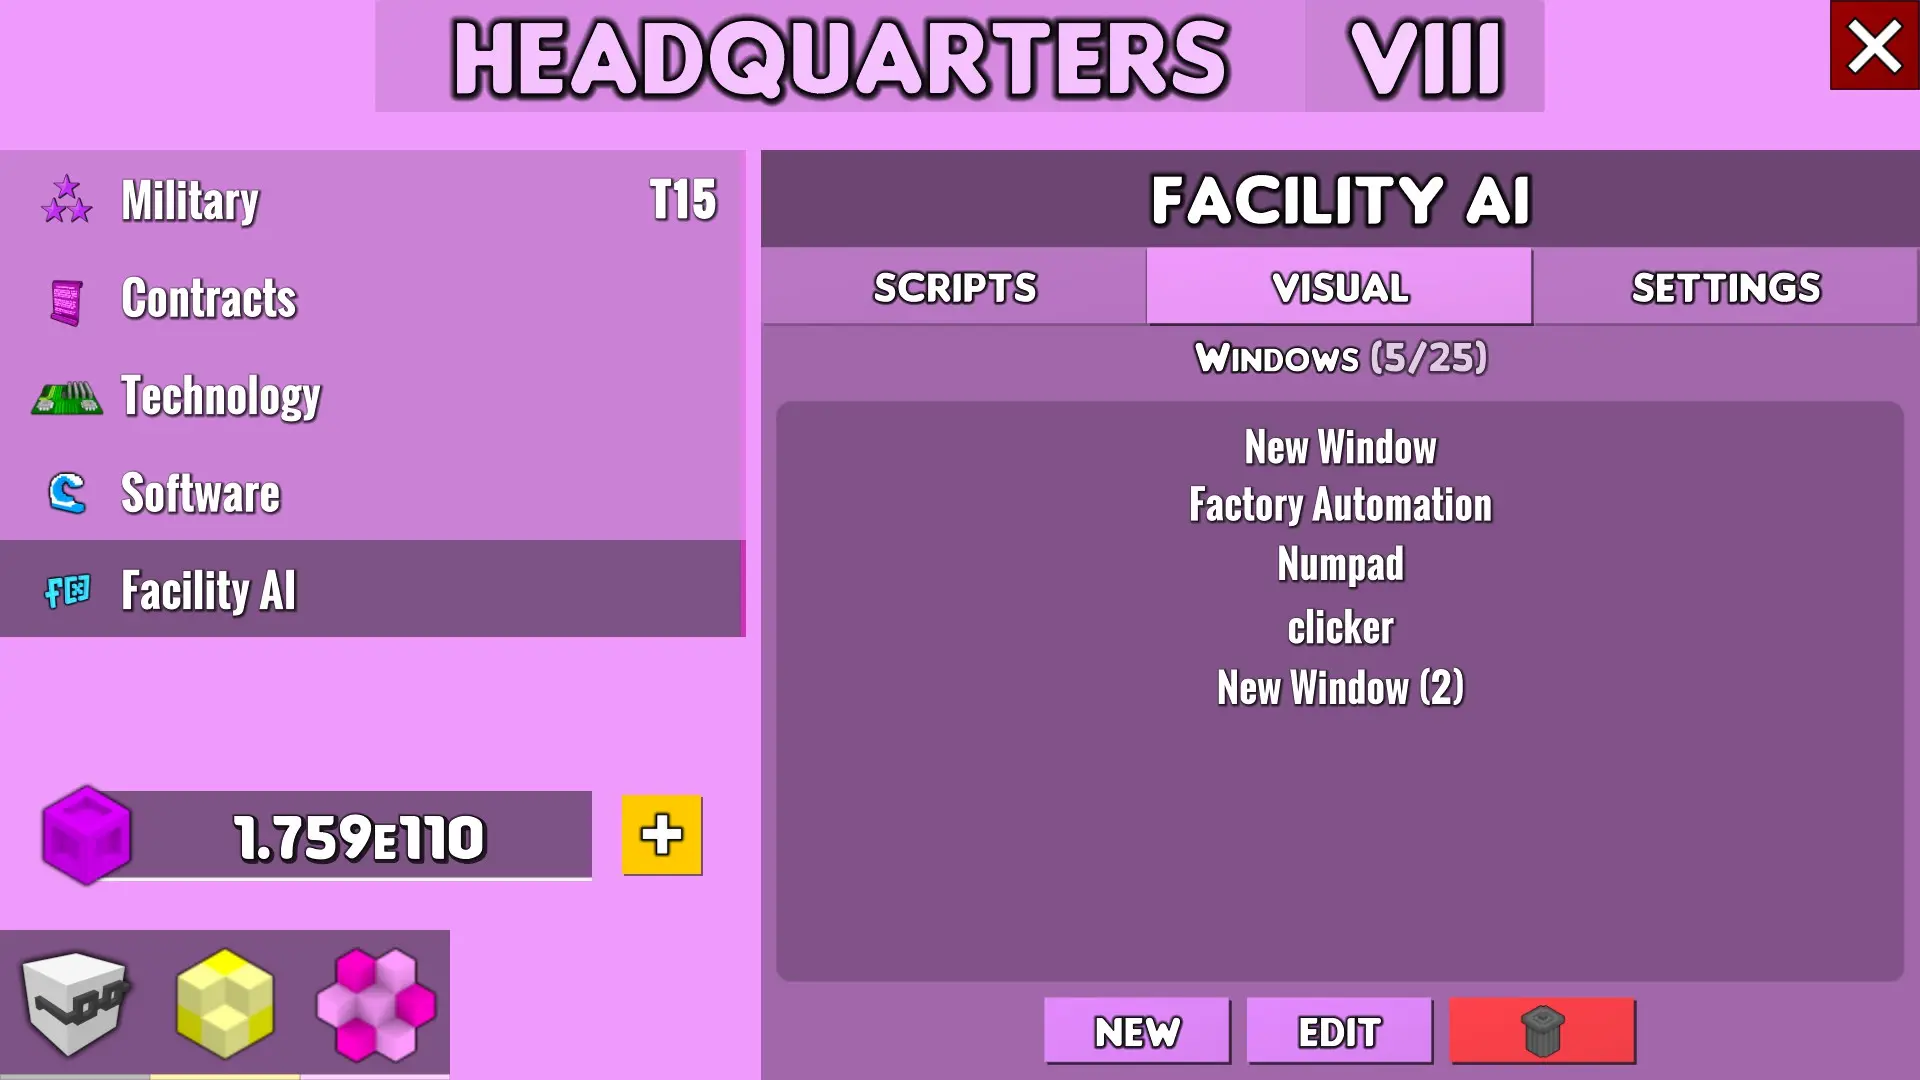 HEADQUARTERS VIII
Military T15
Contracts
Technology
Software
Facility AI
1.759E110
+
FACILITY AI
SCRIPTS VISUAL SETTINGS
WINDOWS (5/25)
New Window
Factory Automation
Numpad
clicker
New Window (2)
NEW EDIT